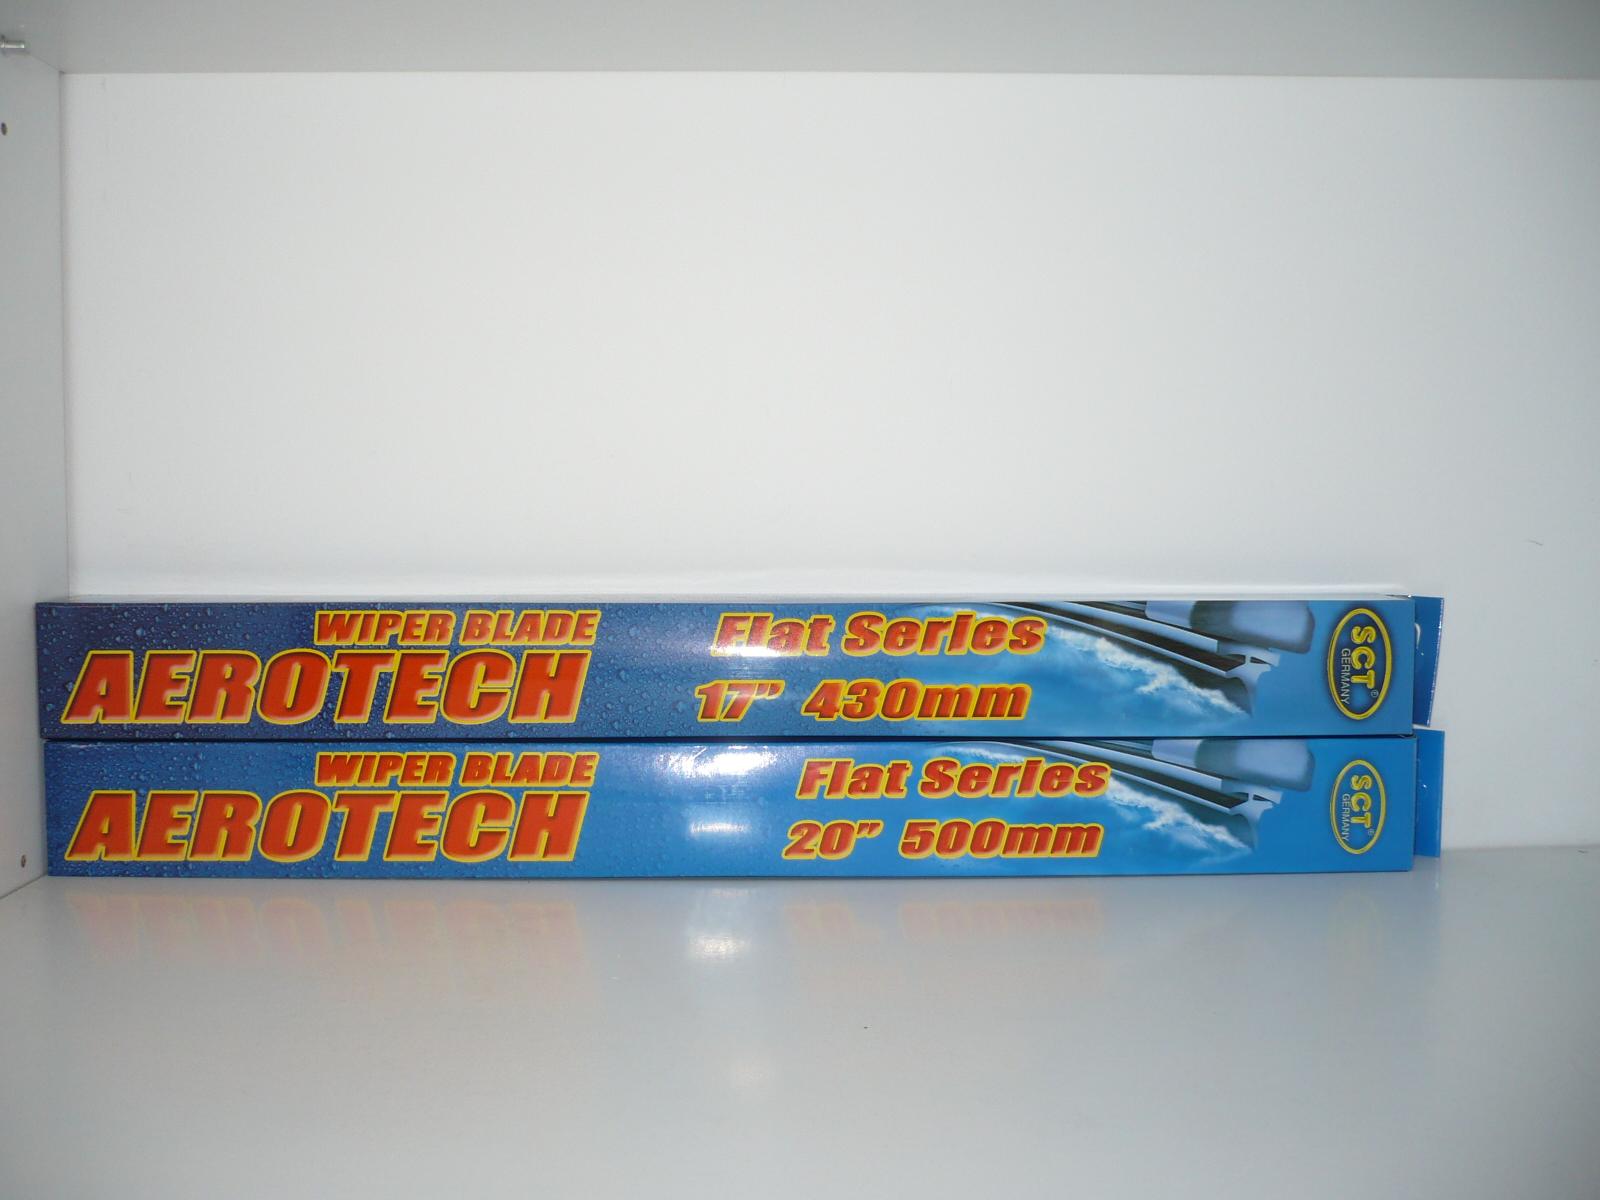 WIPER BLADE
AEROTECH
Flat Series
17" 430mm
SCT®
GERMANY
WIPER BLADE
AEROTECH
Flat Series
20" 500mm
SCT®
GERMANY